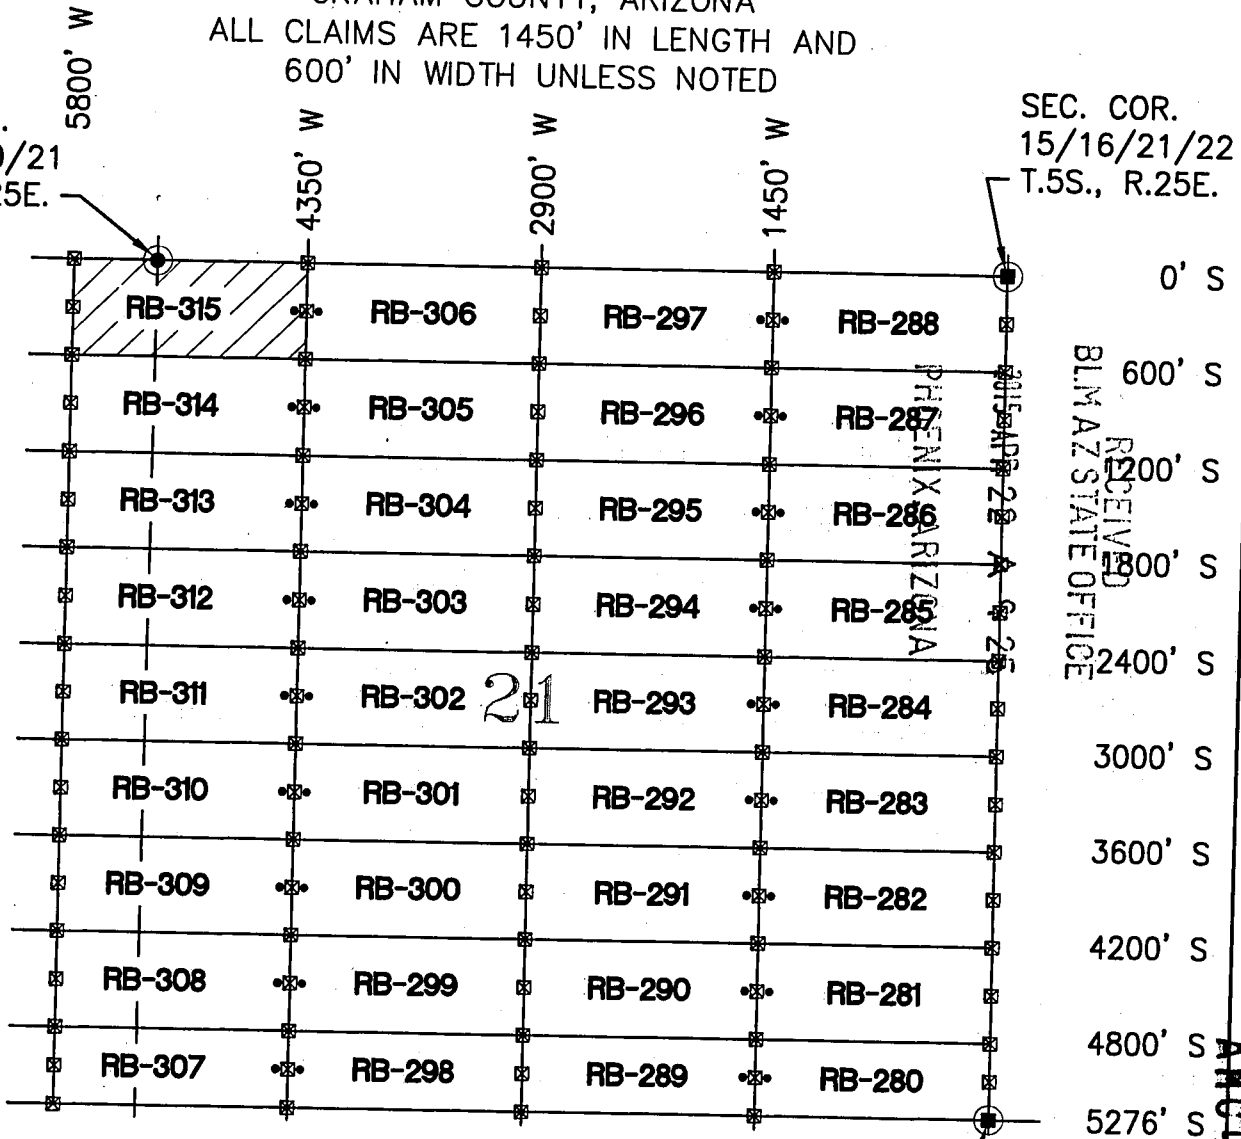 GRAHAM COUNTY, ARIZONA
ALL CLAIMS ARE 1450' IN LENGTH AND
600' IN WIDTH UNLESS NOTED
5800' W
4350' W
2900' W
1450' W
/21
25E.
SEC. COR.
15/16/21/22
T.5S., R.25E.
0' S
RB-315 RB-306 RB-297 RB-288
600' S
RB-314 RB-305 RB-296 RB-287
1200' S
RB-313 RB-304 RB-295 RB-286
1800' S
RB-312 RB-303 RB-294 RB-285
2400' S
RB-311 RB-302 21 RB-293 RB-284
3000' S
RB-310 RB-301 RB-292 RB-283
3600' S
RB-309 RB-300 RB-291 RB-282
4200' S
RB-308 RB-299 RB-290 RB-281
4800' S
RB-307 RB-298 RB-289 RB-280
5276' S
RECEIVED
BLM AZ STATE OFFICE
2015 APR 28 A
PHOENIX, ARIZONA